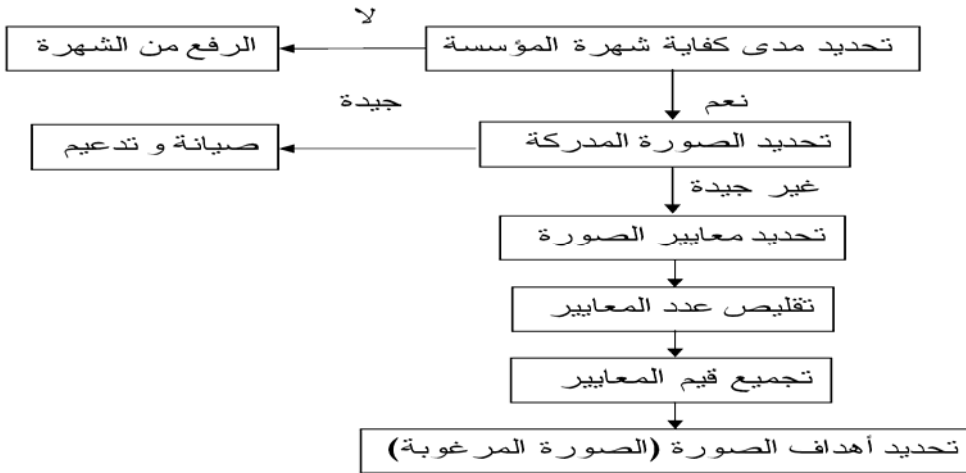 لا
تحديد مدى كفاية شهرة المؤسسة
الرفع من الشهرة
نعم
جيدة
تحديد الصورة المدركة
صيانة و تدعيم
غير جيدة
تحديد معايير الصورة
تقليص عدد المعايير
تجميع قيم المعايير
تحديد أهداف الصورة (الصورة المرغوبة)